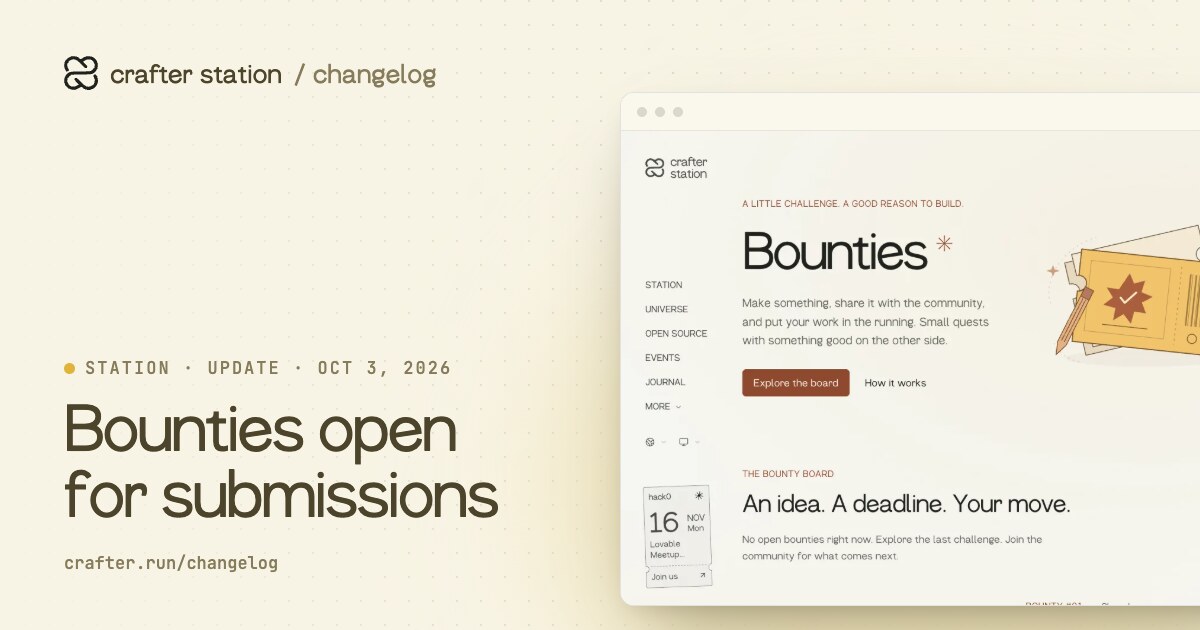 crafter station / changelog
STATION · UPDATE · OCT 3, 2026
Bounties open
for submissions
crafter.run/changelog
crafter
station
STATION
UNIVERSE
OPEN SOURCE
EVENTS
JOURNAL
MORE
hack0
16 NOV
Mon
Lovable
Meetup...
Join us
A LITTLE CHALLENGE. A GOOD REASON TO BUILD.
Bounties
Make something, share it with the community,
and put your work in the running. Small quests
with something good on the other side.
Explore the board How it works
THE BOUNTY BOARD
An idea. A deadline. Your move.
No open bounties right now. Explore the last challenge. Join the
community for what comes next.